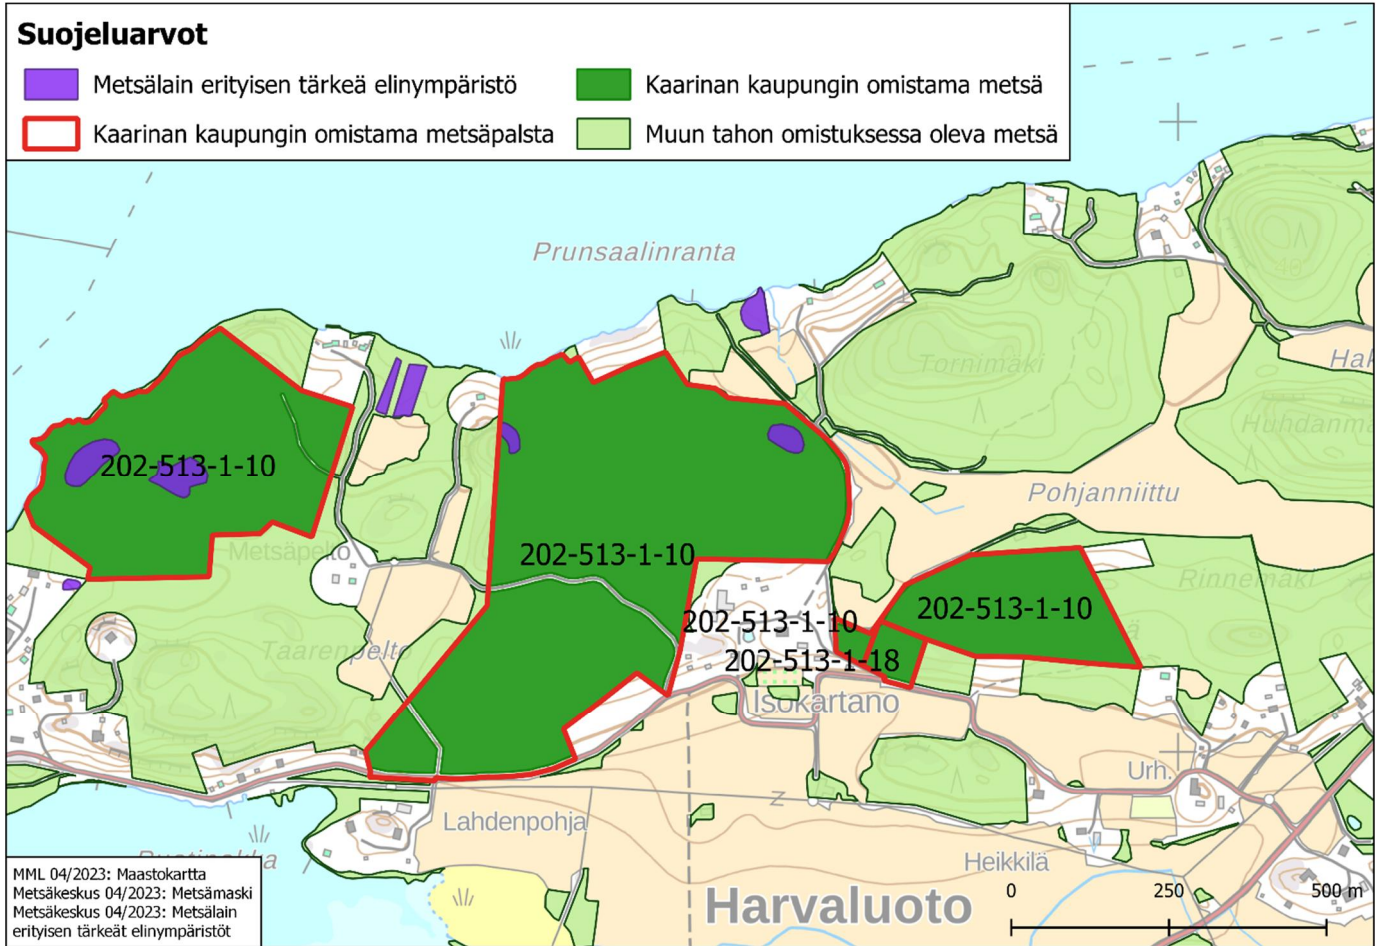 Suojeluarvot
Metsälain erityisen tärkeä elinympäristö
Kaarinan kaupungin omistama metsä
Kaarinan kaupungin omistama metsäpalsta
Muun tahon omistuksessa oleva metsä
Prunsaalinranta
Tornimäki
Hak
Huhdanmä
202-513-1-10
Pohjanniittu
Metsäpelto
202-513-1-10
Rinnemäki
202-513-1-10
202-513-1-10
Taarenpelto
202-513-1-18
Isokartano
Urh.
Z
Lahdenpohja
Heikkilä
MML 04/2023: Maastokartta
Metsäkeskus 04/2023: Metsämaski
Metsäkeskus 04/2023: Metsälain
erityisen tärkeät elinympäristöt
0 250 500 m
Harvaluoto